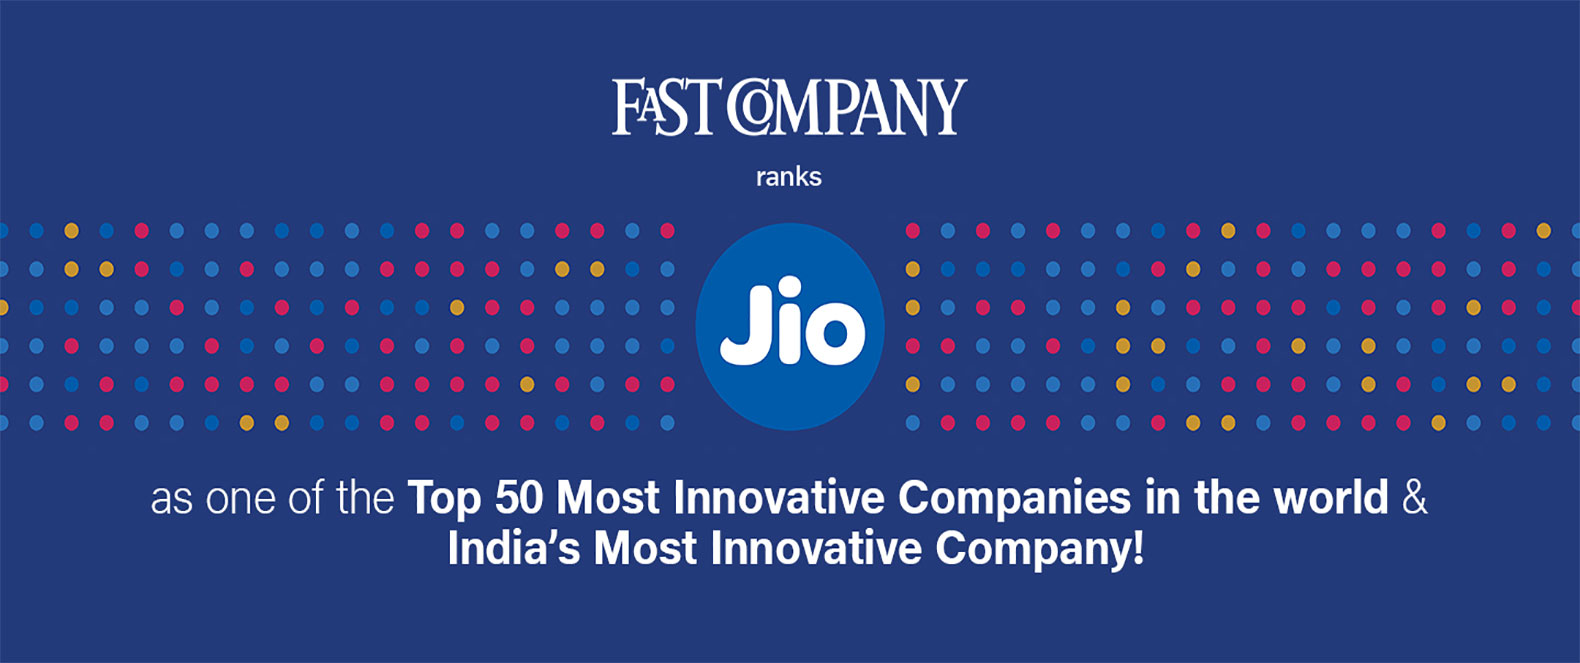 FAST COMPANY
ranks
Jio
as one of the Top 50 Most Innovative Companies in the world &
India’s Most Innovative Company!